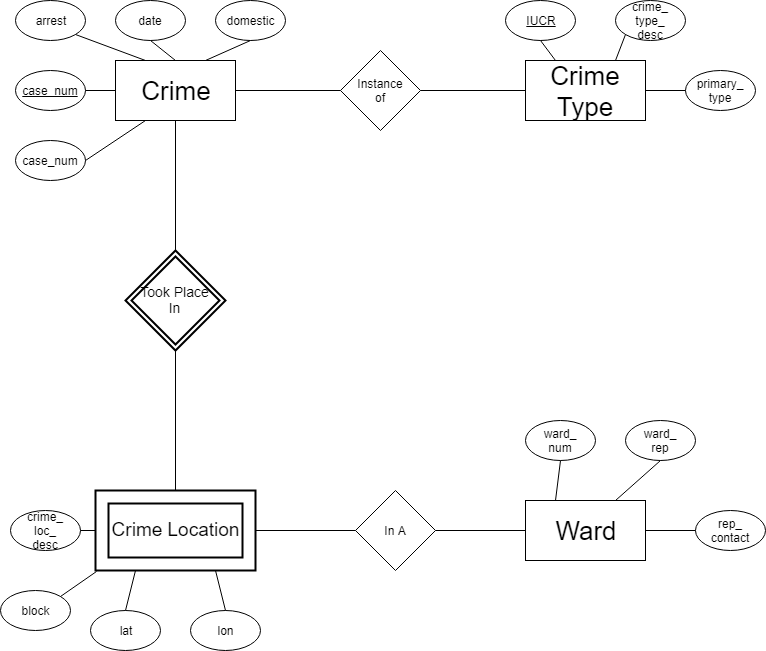 arrest
date
domestic
IUCR
crime_
type_
desc
case_num
Crime
Instance
of
Crime
Type
primary_
type
case_num
Took Place
In
ward_
num
ward_
rep
crime_
loc_
desc
Crime Location
In A
Ward
rep_
contact
block
lat
lon